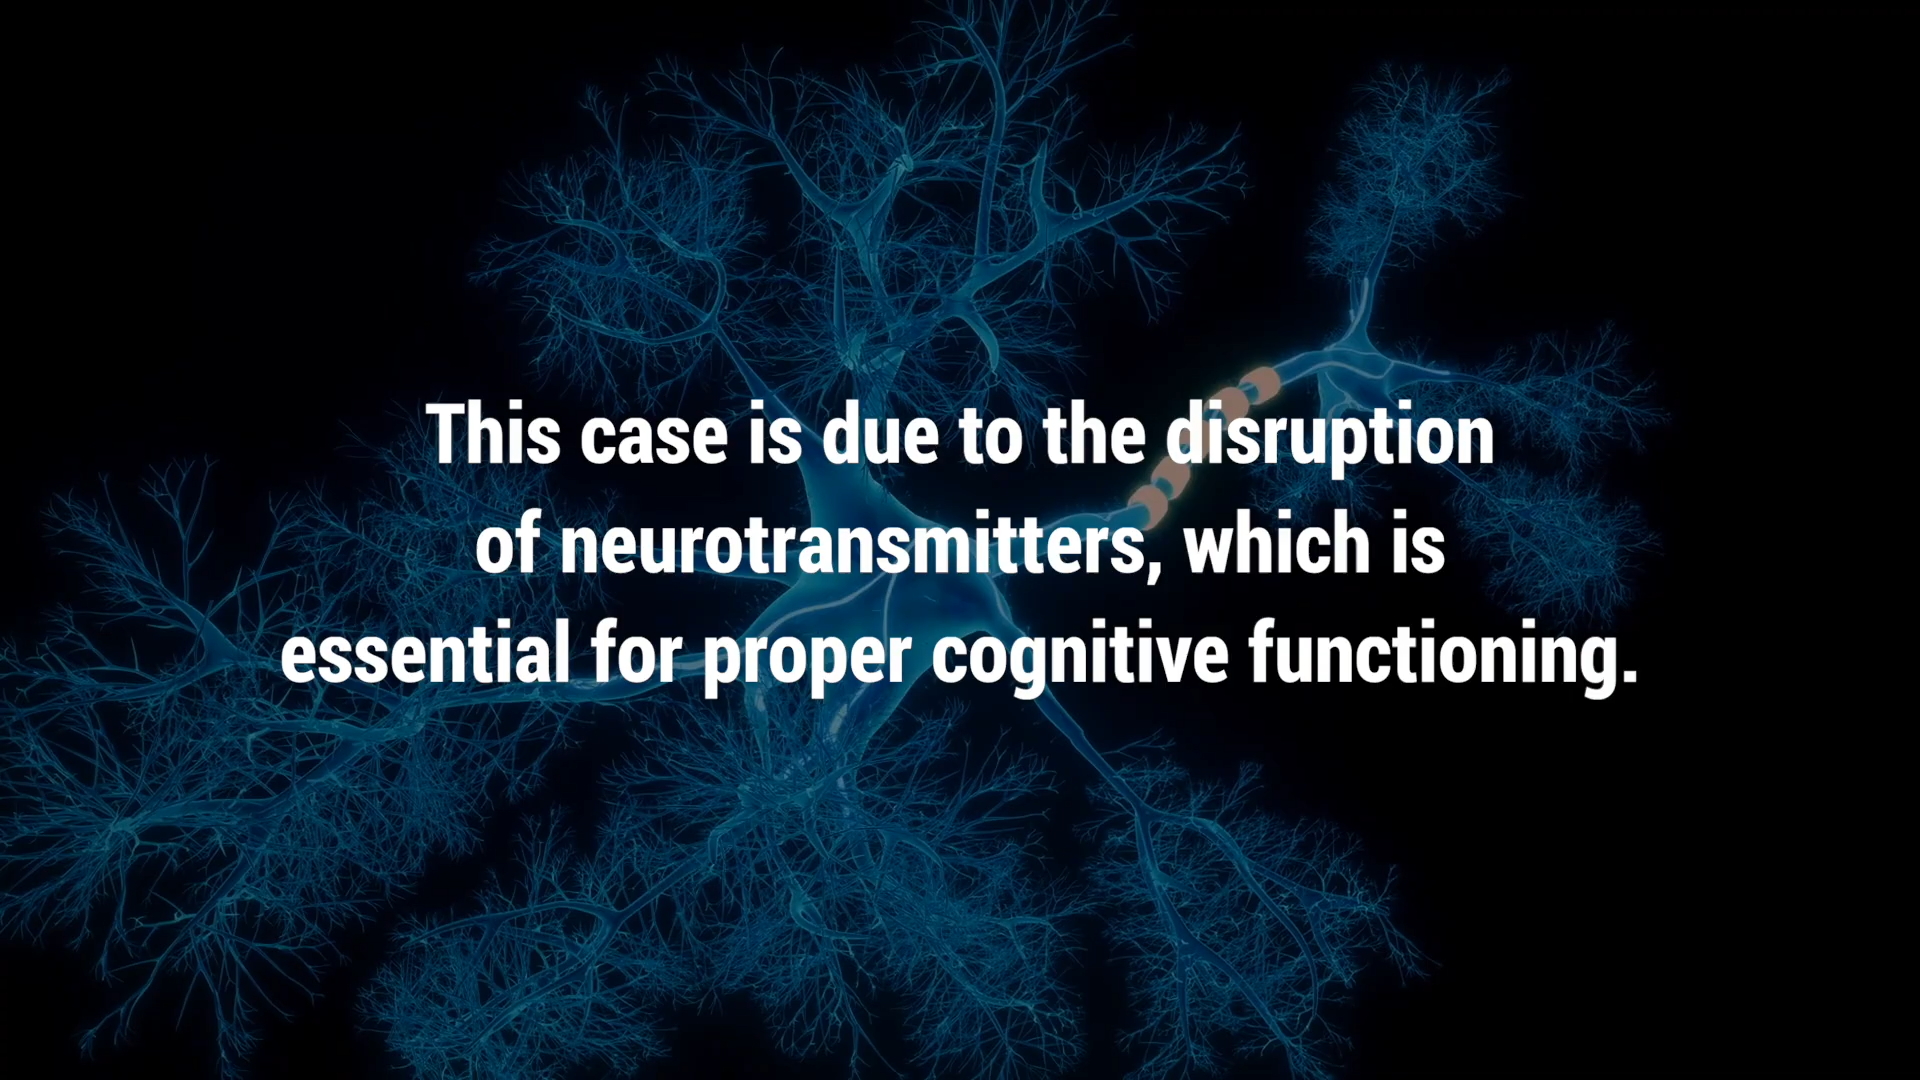 This case is due to the disruption
of neurotransmitters, which is
essential for proper cognitive functioning.